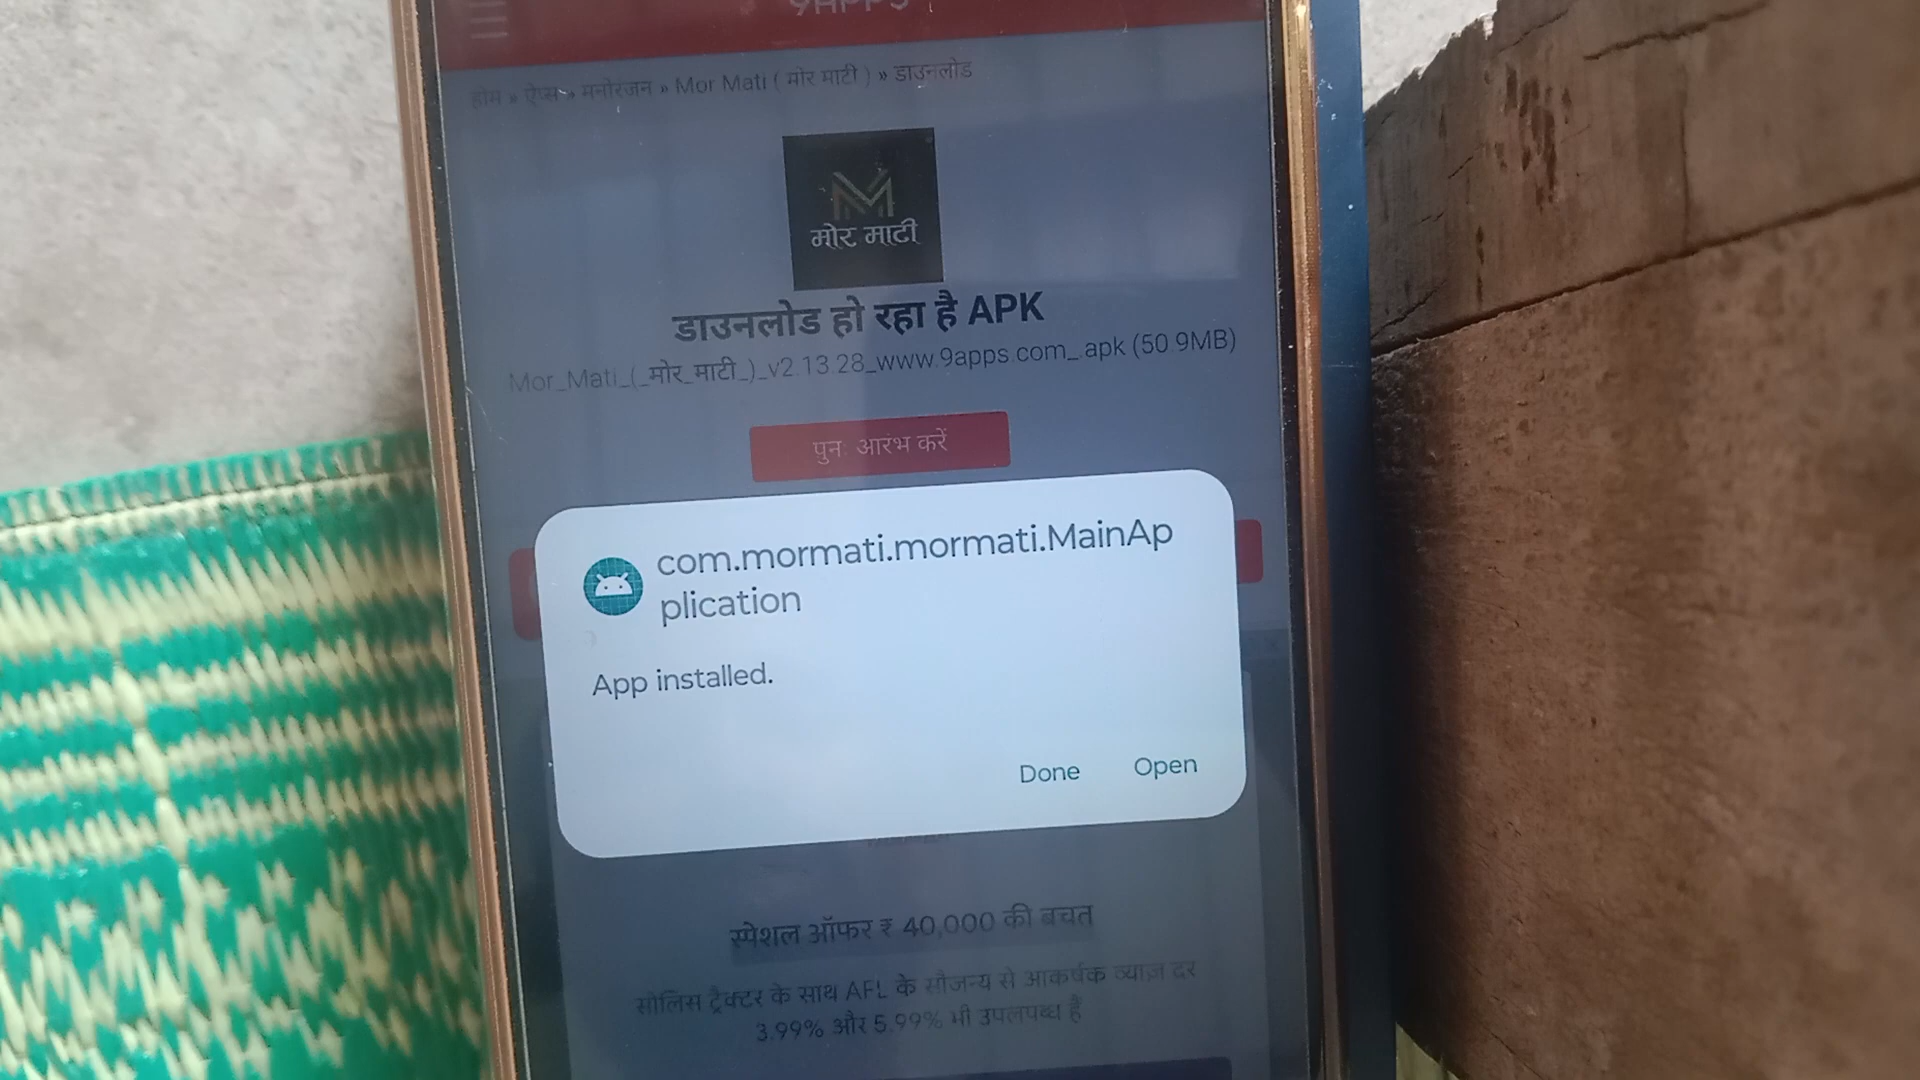 9APPS
होम » ऐप्स » मनोरंजन » Mor Mati ( मोर माटी ) » डाउनलोड
मोर माटी
डाउनलोड हो रहा है APK
Mor_Mati_(_मोर_माटी_)_v2.13.28_www.9apps.com_.apk (50.9MB)
पुनः आरंभ करें
com.mormati.mormati.MainAp
plication
App installed.
Done Open
स्पेशल ऑफर ₹ 40,000 की बचत
सोलिस ट्रैक्टर के साथ AFL के सौजन्य से आकर्षक ब्याज़ दर
3.99% और 5.99% भी उपलपब्ध हैं